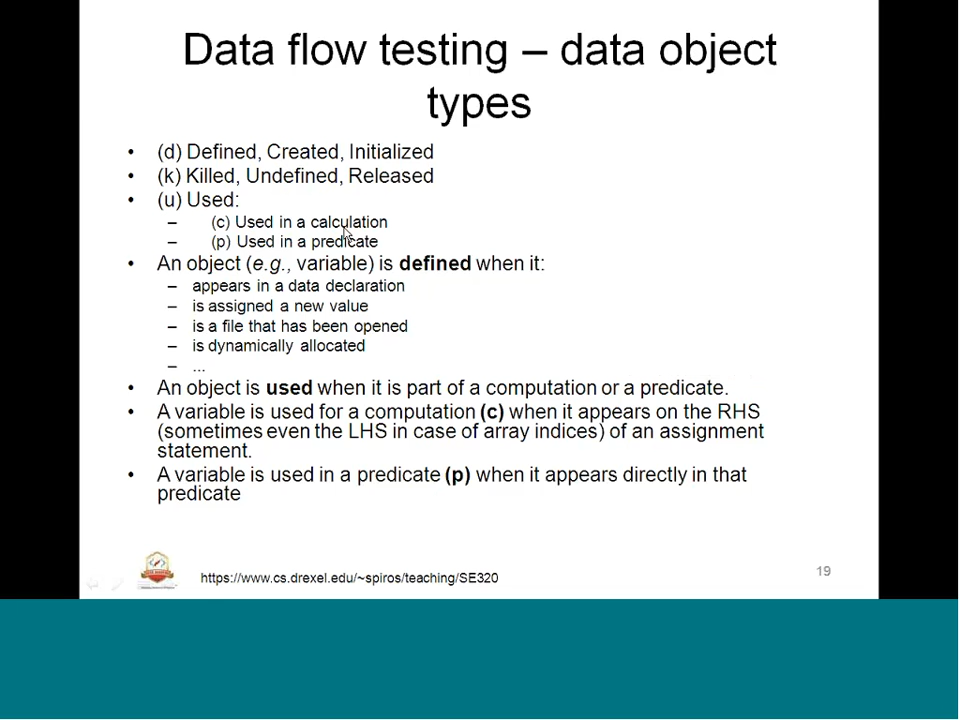 Data flow testing – data object
types
• (d) Defined, Created, Initialized
• (k) Killed, Undefined, Released
• (u) Used:
– (c) Used in a calculation
– (p) Used in a predicate
• An object (e.g., variable) is defined when it:
– appears in a data declaration
– is assigned a new value
– is a file that has been opened
– is dynamically allocated
– ...
• An object is used when it is part of a computation or a predicate.
• A variable is used for a computation (c) when it appears on the RHS
(sometimes even the LHS in case of array indices) of an assignment
statement.
• A variable is used in a predicate (p) when it appears directly in that
predicate
https://www.cs.drexel.edu/~spiros/teaching/SE320
19